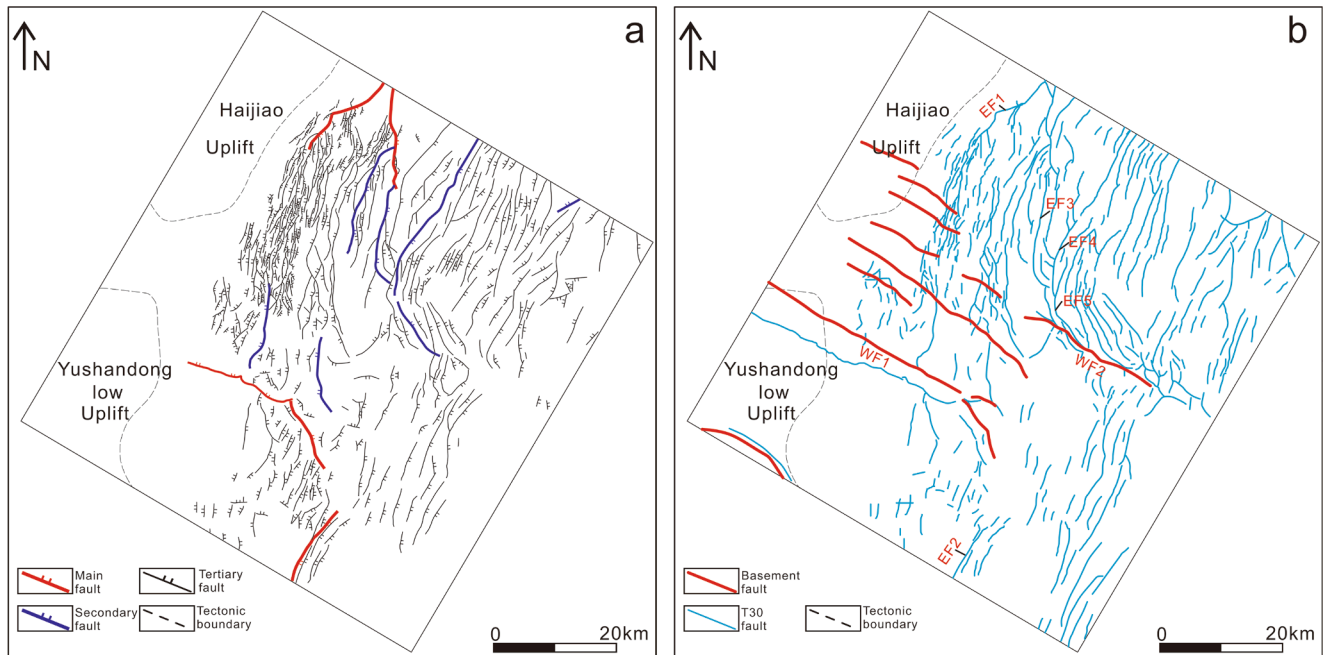 a
N
Haijiao
Uplift
Yushandong
low
Uplift
Main
fault
Tertiary
fault
Secondary
fault
Tectonic
boundary
0 20km
b
N
Haijiao
Uplift
EF1
EF3
EF4
EF5
WF1
WF2
Yushandong
low
Uplift
EF2
Basement
fault
T30
fault
Tectonic
boundary
0 20km